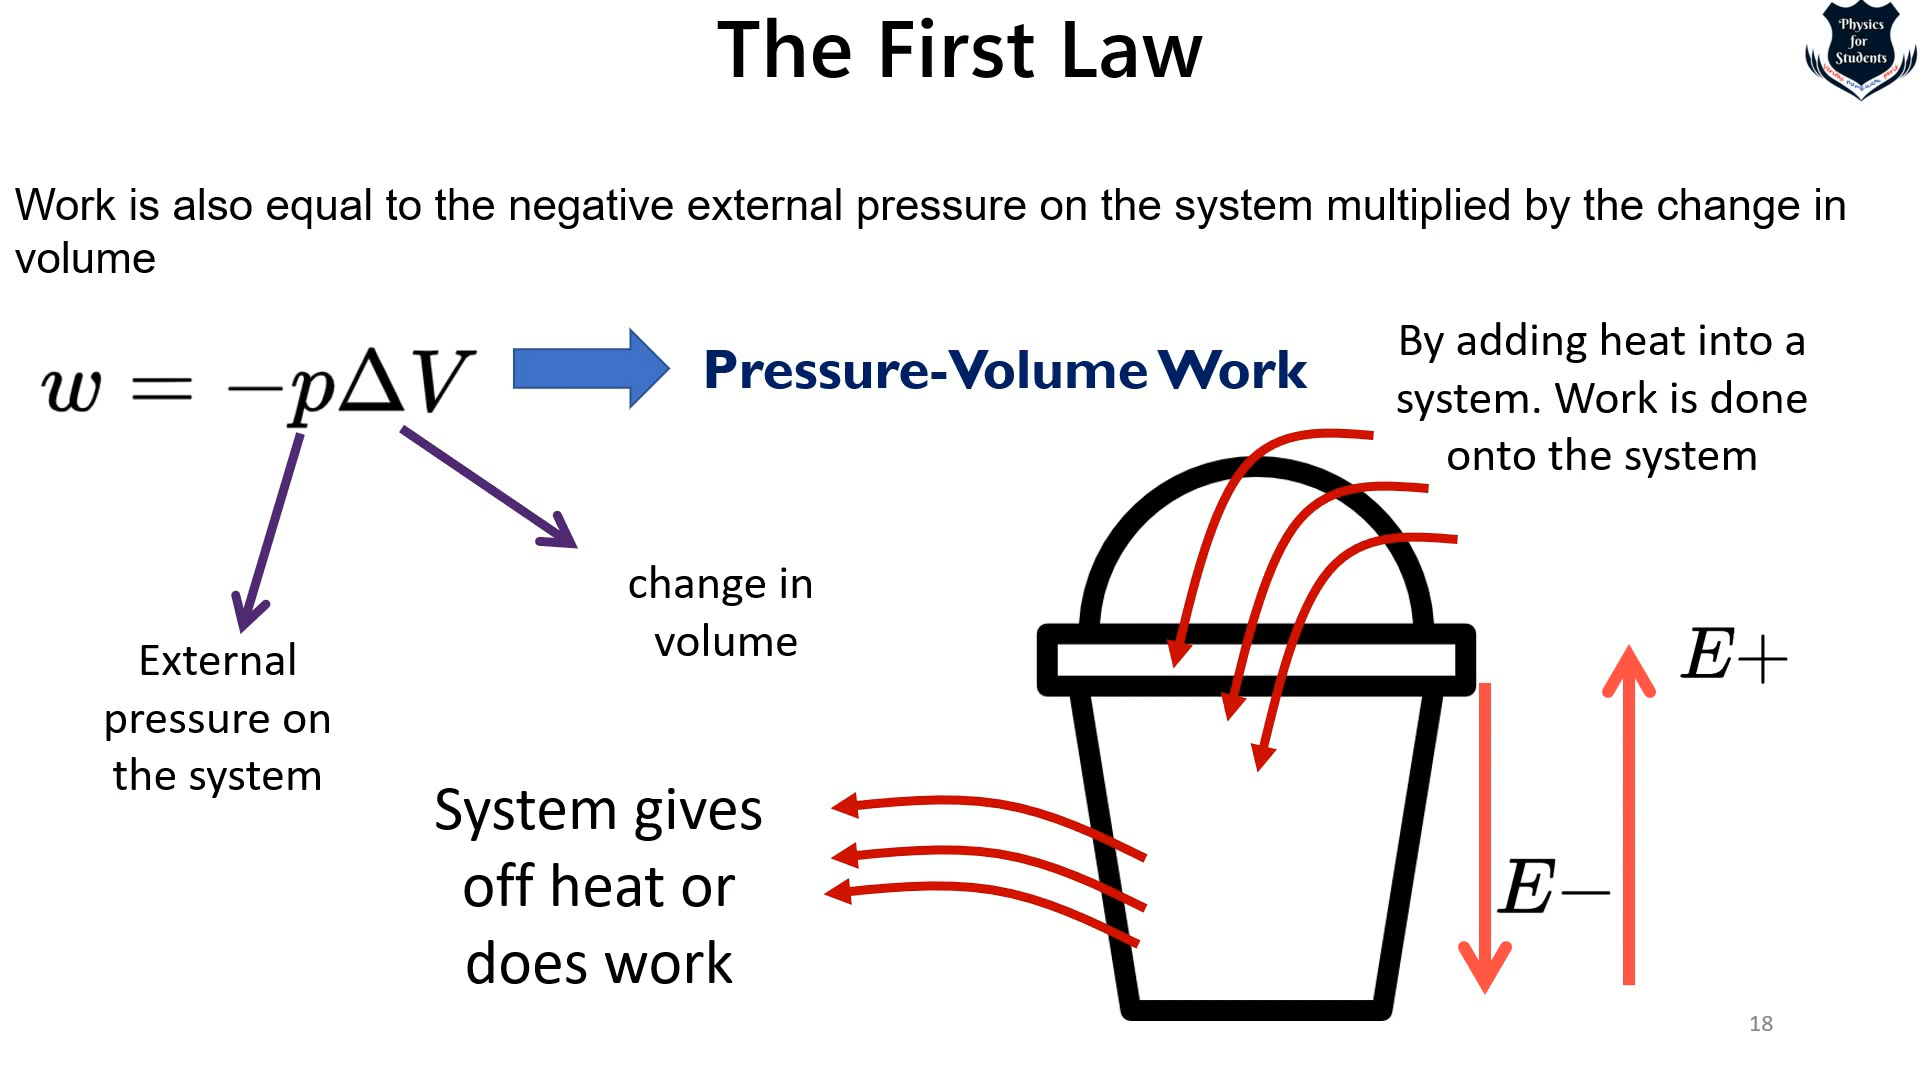 The First Law
Physics
for
Students
Work is also equal to the negative external pressure on the system multiplied by the change in
volume
w = −pΔV
Pressure-Volume Work
By adding heat into a
system. Work is done
onto the system
change in
volume
External
pressure on
the system
System gives
off heat or
does work
E+
E−
18